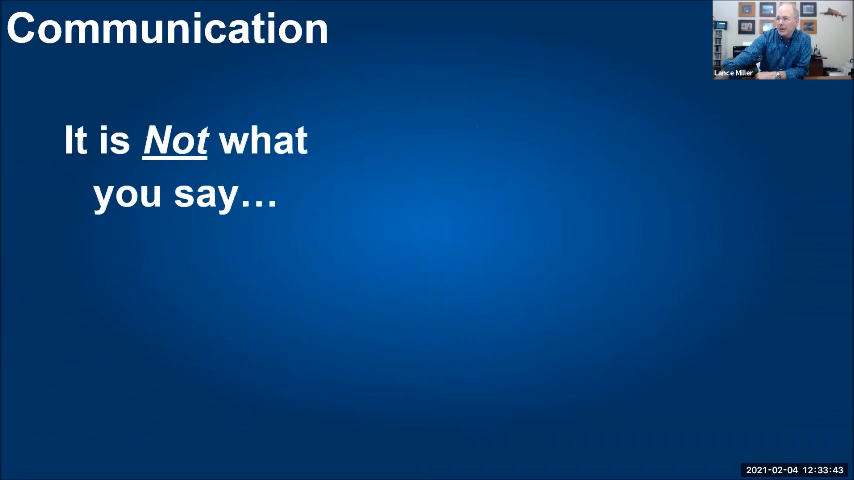 Communication
Lance Miller
It is Not what
you say…
2021-02-04 12:33:43